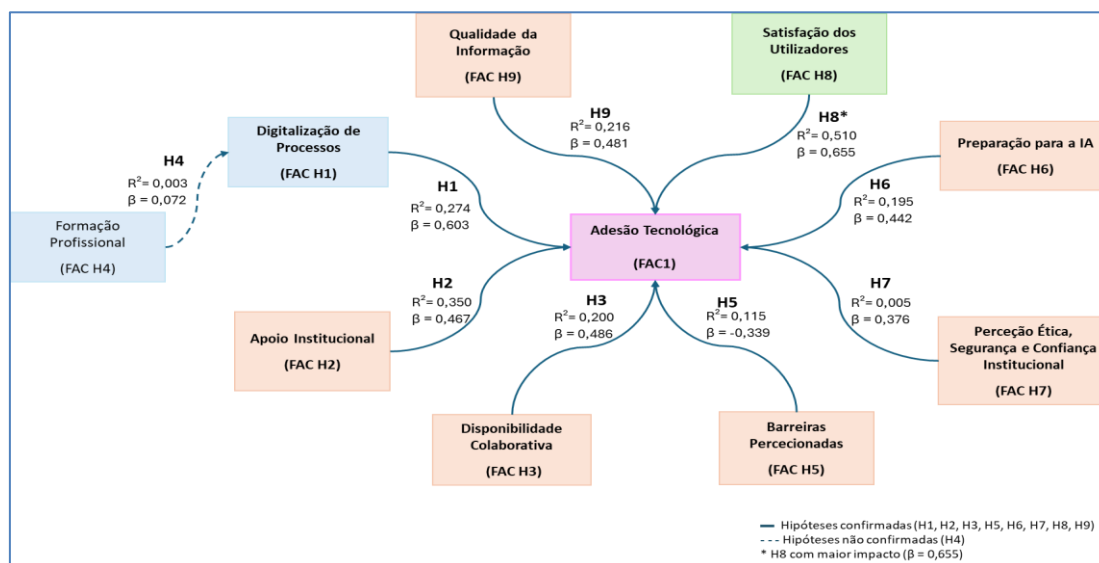 Qualidade da
Informação
(FAC H9)
Satisfação dos
Utilizadores
(FAC H8)
H9
R²= 0,216
β = 0,481
H8*
R²= 0,510
β = 0,655
Digitalização de
Processos
(FAC H1)
H4
R²= 0,003
β = 0,072
Preparação para a IA
(FAC H6)
H1
R²= 0,274
β = 0,603
H6
R²= 0,195
β = 0,442
Formação
Profissional
(FAC H4)
Adesão Tecnológica
(FAC1)
H2
R²= 0,350
β = 0,467
H3
R²= 0,200
β = 0,486
H5
R²= 0,115
β = -0,339
H7
R²= 0,005
β = 0,376
Apoio Institucional
(FAC H2)
Perceção Ética,
Segurança e Confiança
Institucional
(FAC H7)
Disponibilidade
Colaborativa
(FAC H3)
Barreiras
Percecionadas
(FAC H5)
Hipóteses confirmadas (H1, H2, H3, H5, H6, H7, H8, H9)
Hipóteses não confirmadas (H4)
* H8 com maior impacto (β = 0,655)